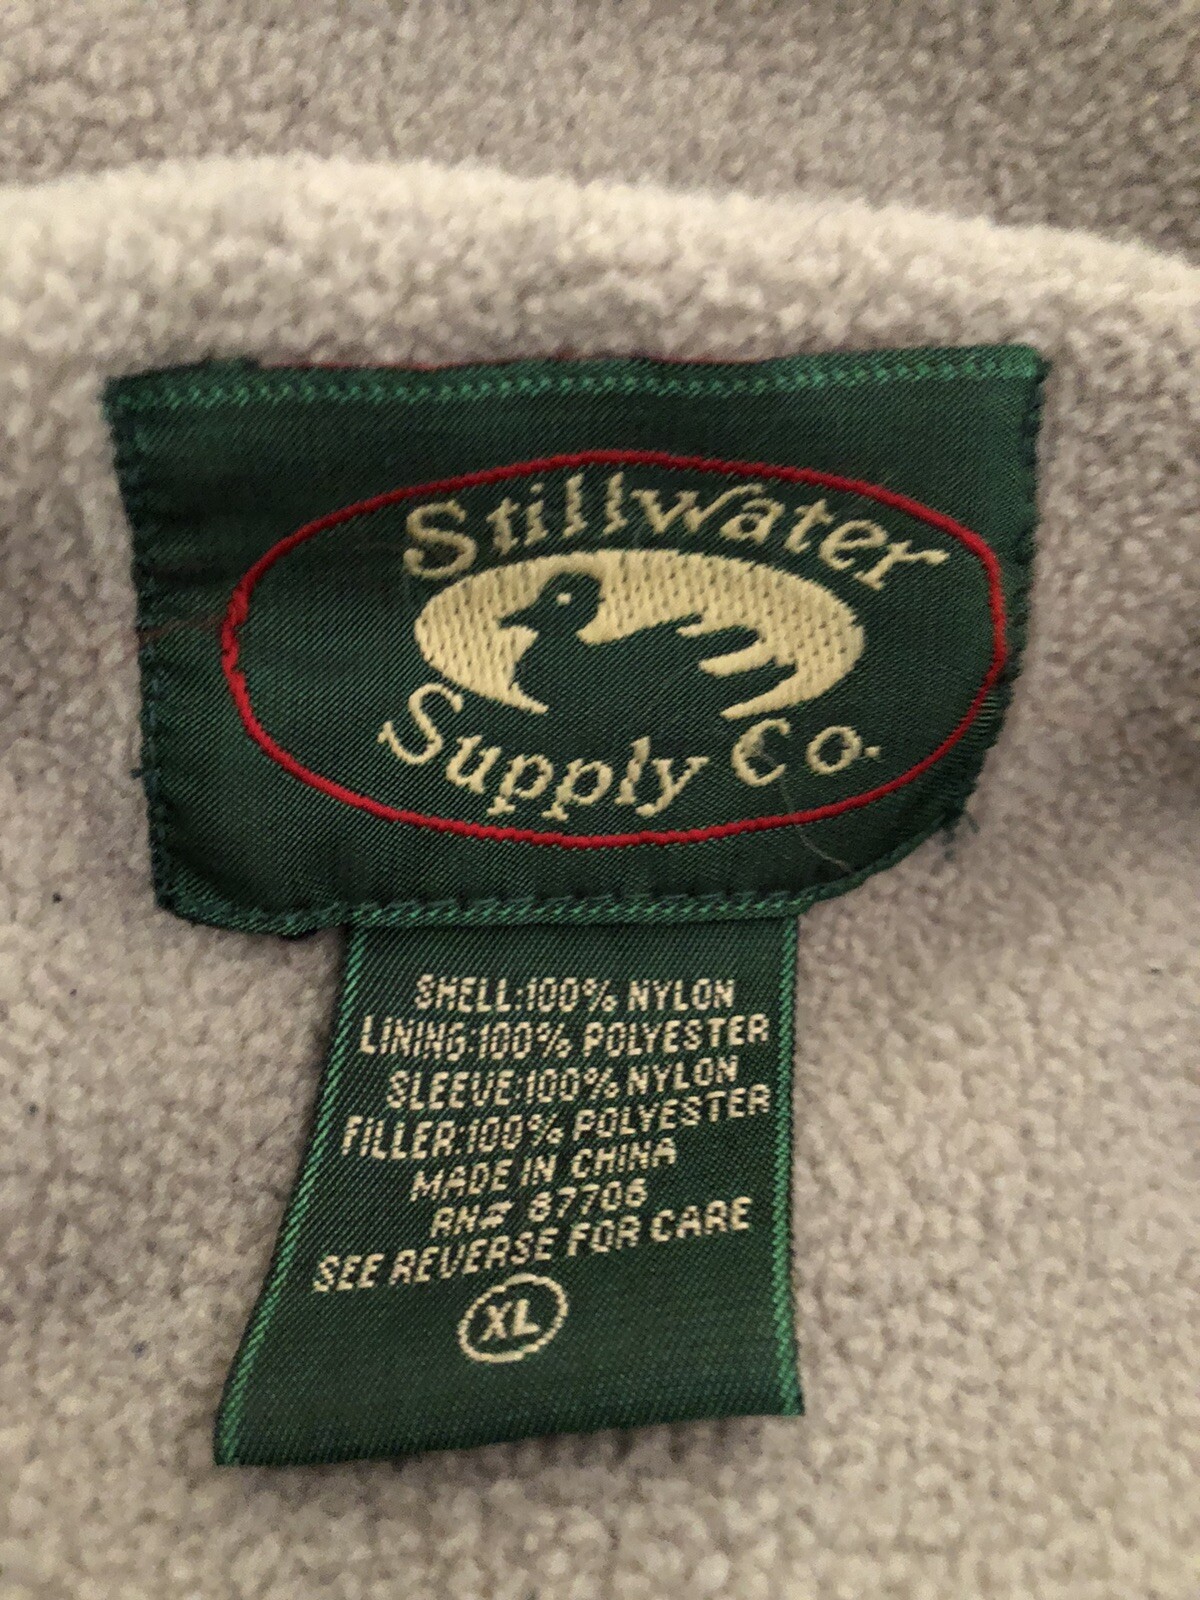 Stillwater
Supply Co.
SHELL:100% NYLON
LINING:100% POLYESTER
SLEEVE:100% NYLON
FILLER:100% POLYESTER
MADE IN CHINA
RN# 87706
SEE REVERSE FOR CARE
XL